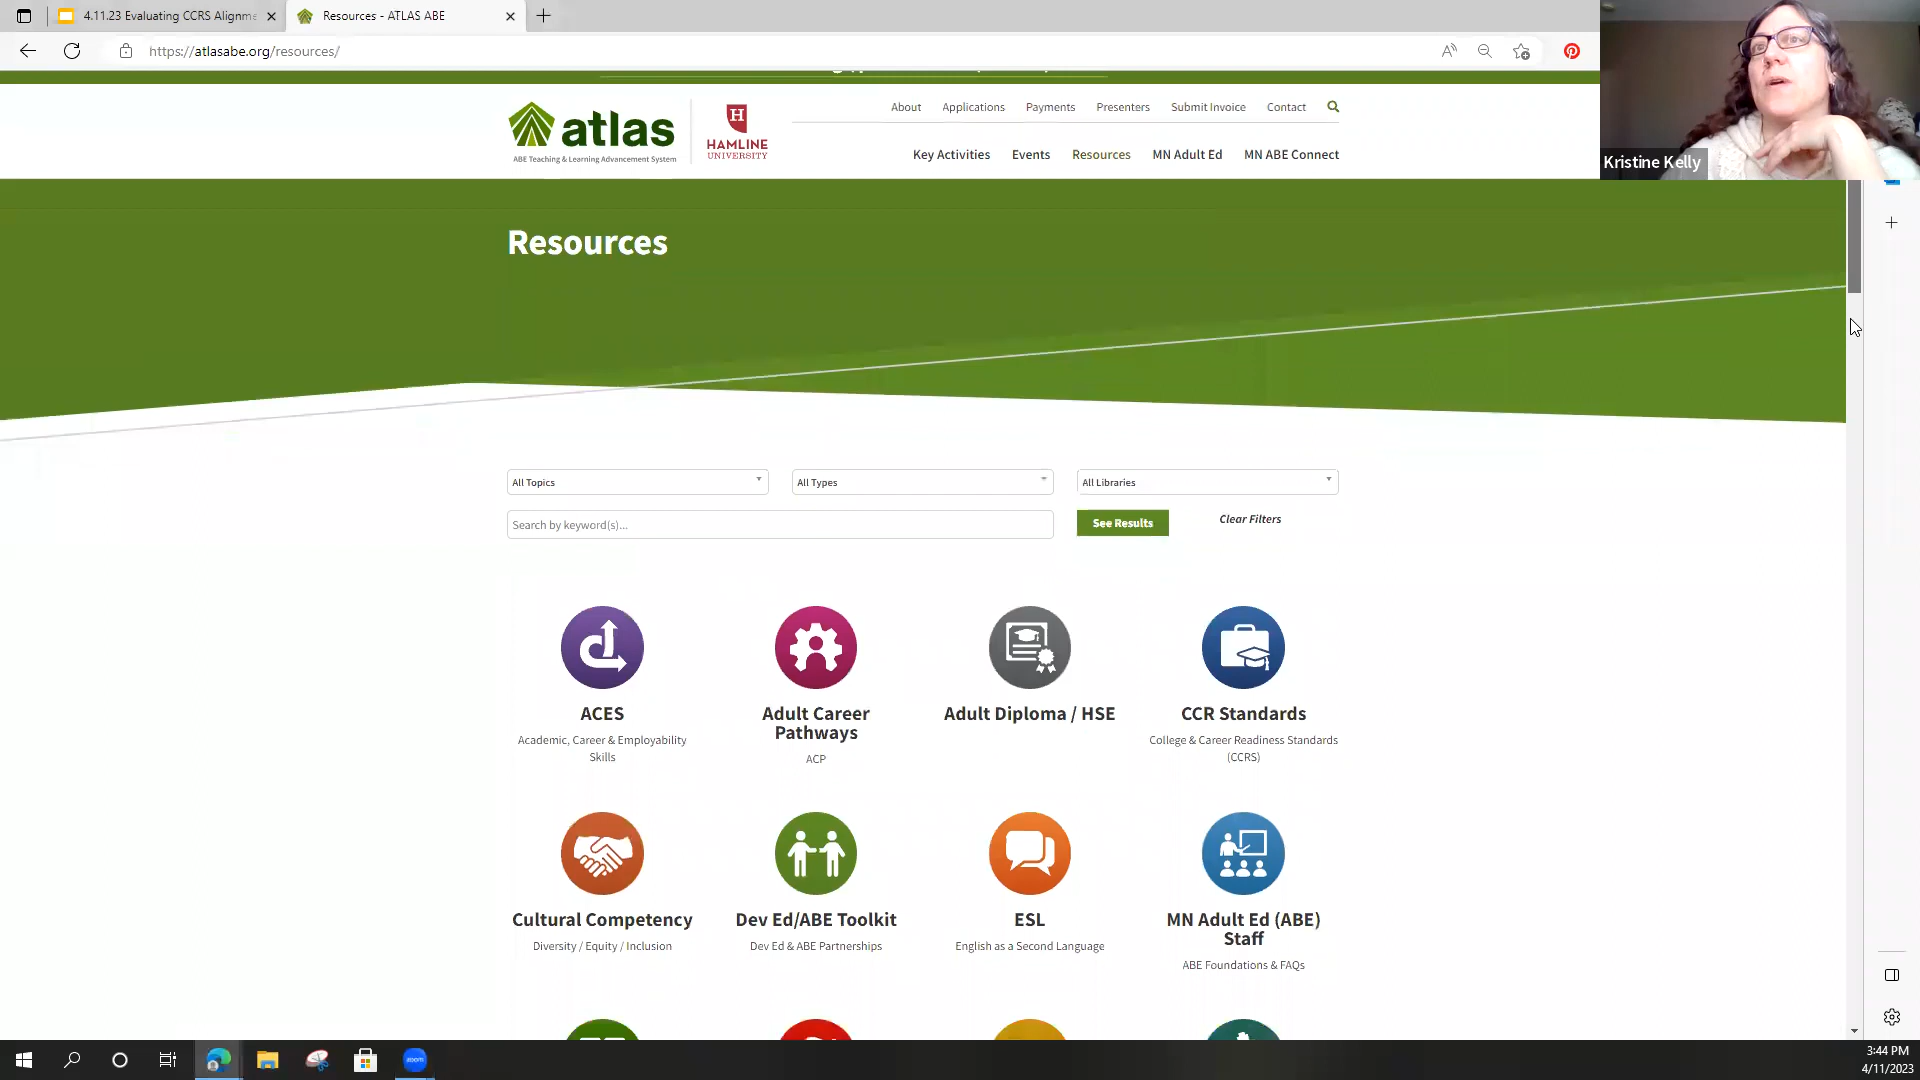 4.11.23 Evaluating CCRS Alignme
Resources - ATLAS ABE
https://atlasabe.org/resources/
Kristine Kelly
atlas
ABE Teaching & Learning Advancement System
H
HAMLINE
UNIVERSITY
About Applications Payments Presenters Submit Invoice Contact
Key Activities Events Resources MN Adult Ed MN ABE Connect
Resources
All Topics All Types All Libraries
Search by keyword(s)... See Results Clear Filters
ACES
Academic, Career & Employability
Skills
Adult Career
Pathways
ACP
Adult Diploma / HSE
CCR Standards
College & Career Readiness Standards
(CCRS)
Cultural Competency
Diversity / Equity / Inclusion
Dev Ed/ABE Toolkit
Dev Ed & ABE Partnerships
ESL
English as a Second Language
MN Adult Ed (ABE)
Staff
ABE Foundations & FAQs
zoom
3:44 PM
4/11/2023